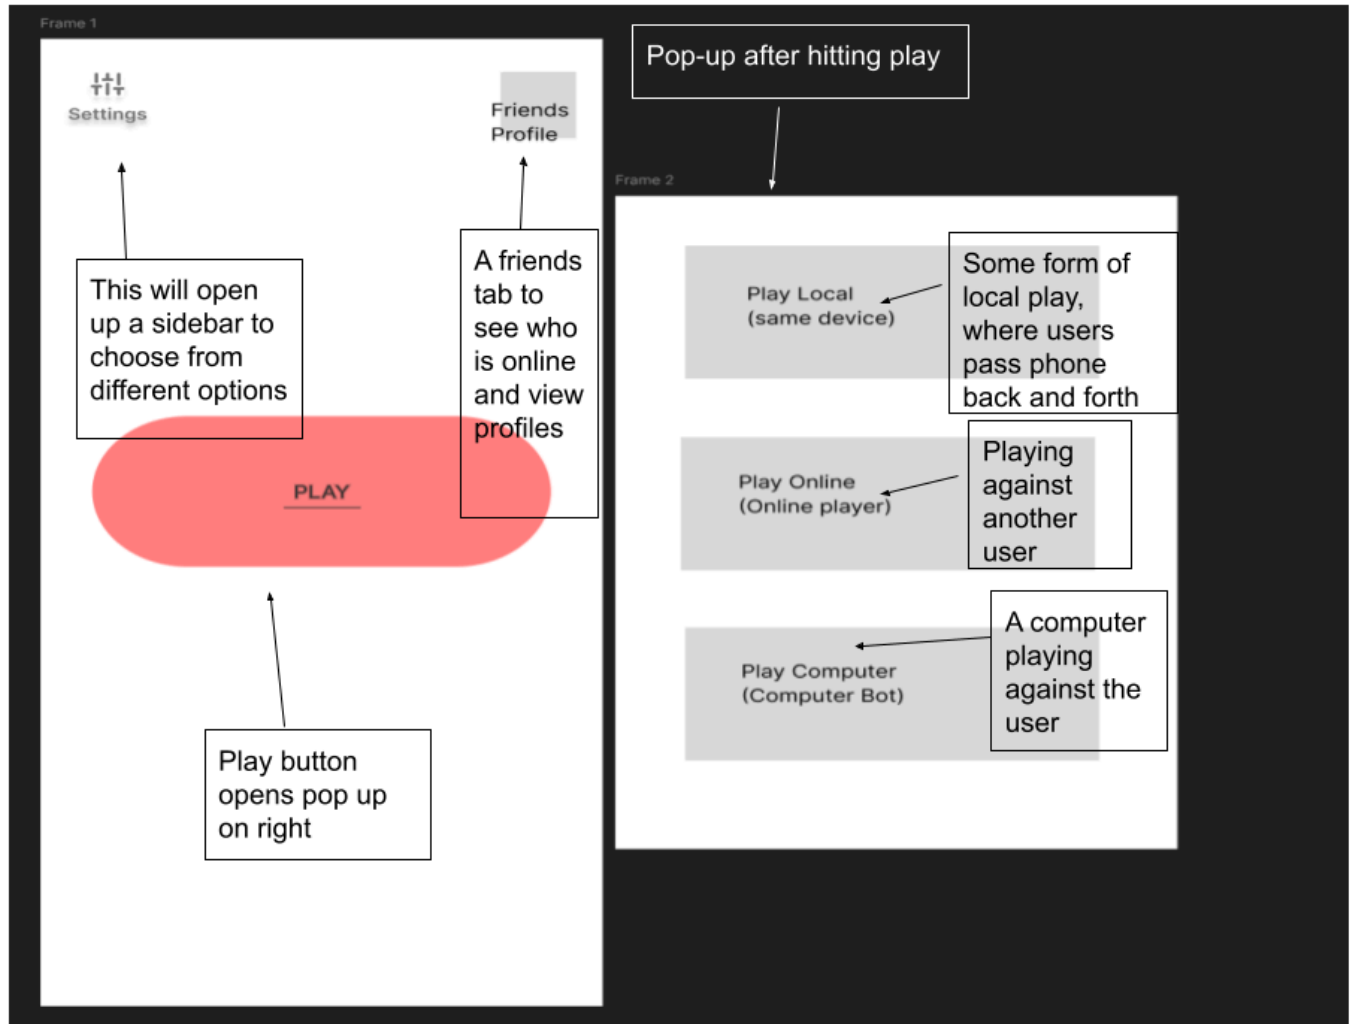 Frame 1
Settings
Friends
Profile
This will open
up a sidebar to
choose from
different options
A friends
tab to
see who
is online
and view
profiles
PLAY
Play button
opens pop up
on right
Pop-up after hitting play
Frame 2
Play Local
(same device)
Some form of
local play,
where users
pass phone
back and forth
Play Online
(Online player)
Playing
against
another
user
Play Computer
(Computer Bot)
A computer
playing
against the
user